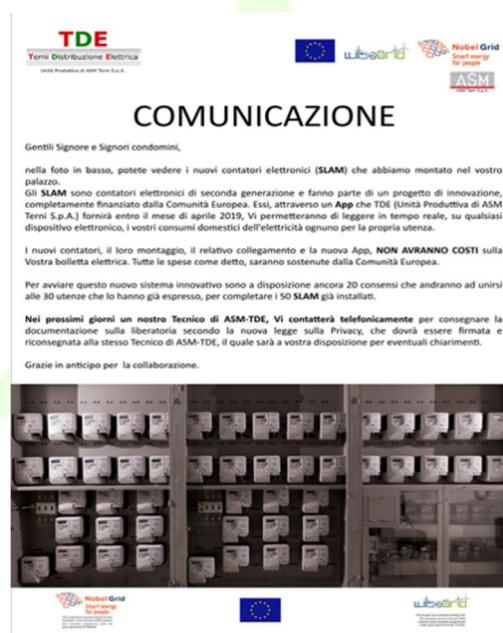 TDE
Terni Distribuzione Elettrica
Unità Produttiva di ASM Terni S.p.A.
WiseGrid
Nobel Grid
Smart energy
for people
ASM
COMUNICAZIONE
Gentili Signore e Signori condomini,
nella foto in basso, potete vedere i nuovi contatori elettronici (SLAM) che abbiamo montato nel vostro
palazzo.
Gli SLAM sono contatori elettronici di seconda generazione e fanno parte di un progetto di innovazione,
completamente finanziato dalla Comunità Europea. Essi, attraverso un App che TDE (Unità Produttiva di ASM
Terni S.p.A.) fornirà entro il mese di aprile 2019, Vi permetteranno di leggere in tempo reale, su qualsiasi
dispositivo elettronico, i vostri consumi domestici dell'elettricità ognuno per la propria utenza.
I nuovi contatori, il loro montaggio, il relativo collegamento e la nuova App, NON AVRANNO COSTI sulla
Vostra bolletta elettrica. Tutte le spese come detto, saranno sostenute dalla Comunità Europea.
Per avviare questo nuovo sistema innovativo sono a disposizione ancora 20 consensi che andranno ad unirsi
alle 30 utenze che lo hanno già espresso, per completare i 50 SLAM già installati.
Nei prossimi giorni un nostro Tecnico di ASM-TDE, Vi contatterà telefonicamente per consegnare la
documentazione sulla liberatoria secondo la nuova legge sulla Privacy, che dovrà essere firmata e
riconsegnata alla stesso Tecnico di ASM-TDE, il quale sarà a vostra disposizione per eventuali chiarimenti.
Grazie in anticipo per la collaborazione.
Nobel Grid
Smart energy
for people
WiseGrid